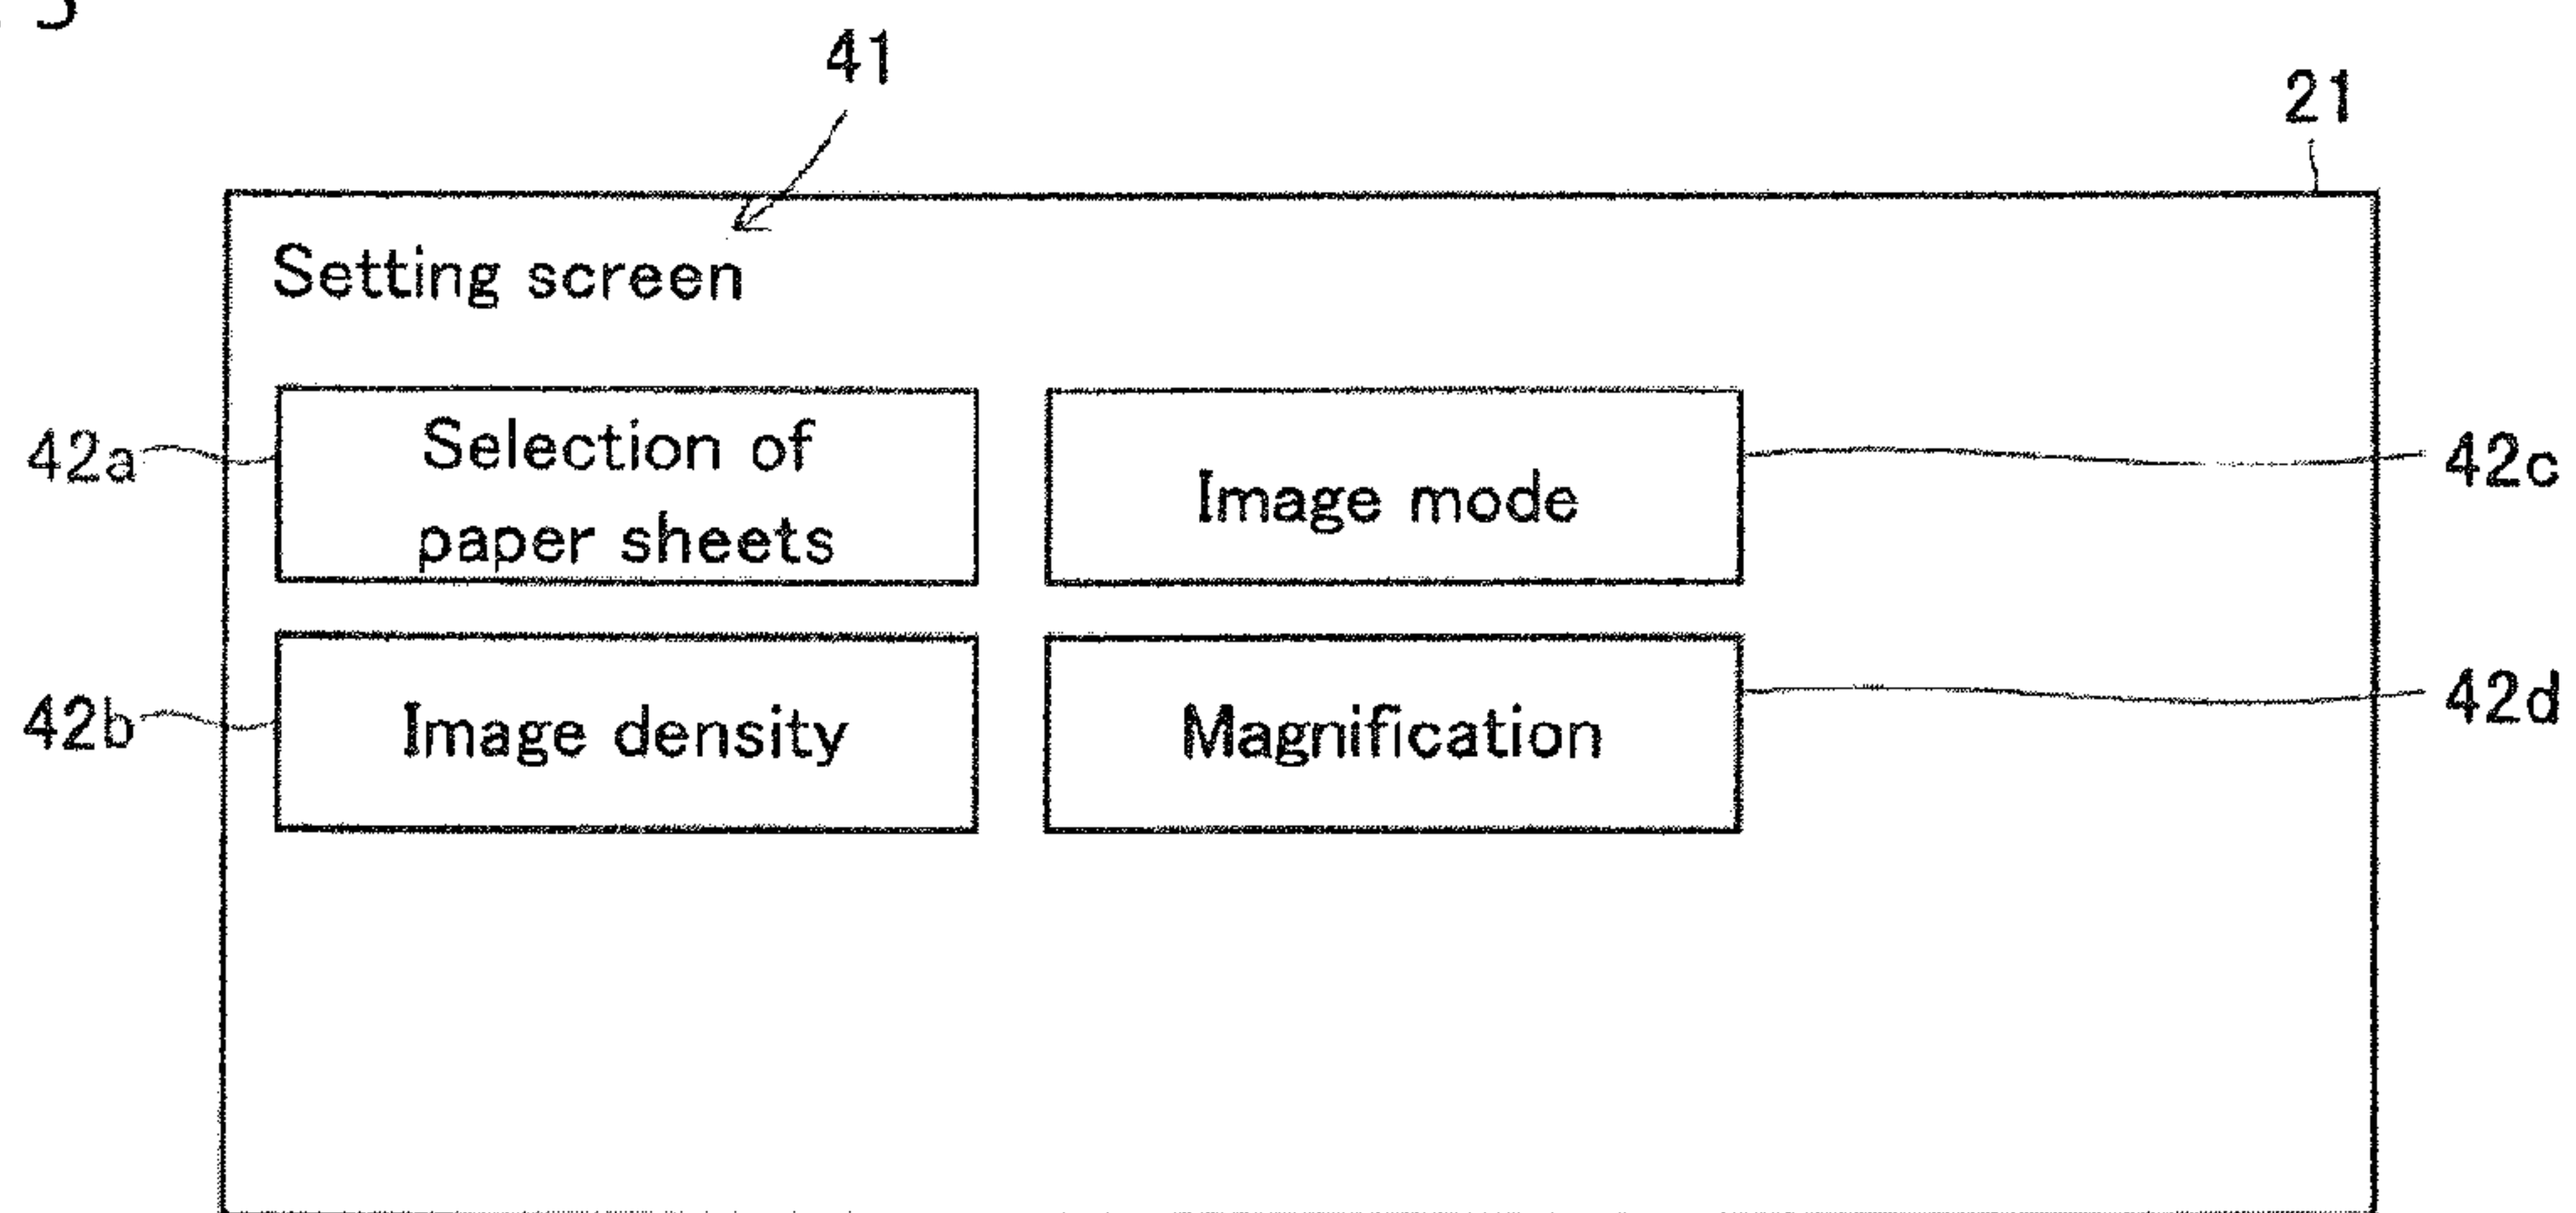 41
21
Setting screen
42a
Selection of
paper sheets
Image mode
42c
42b
Image density
Magnification
42d